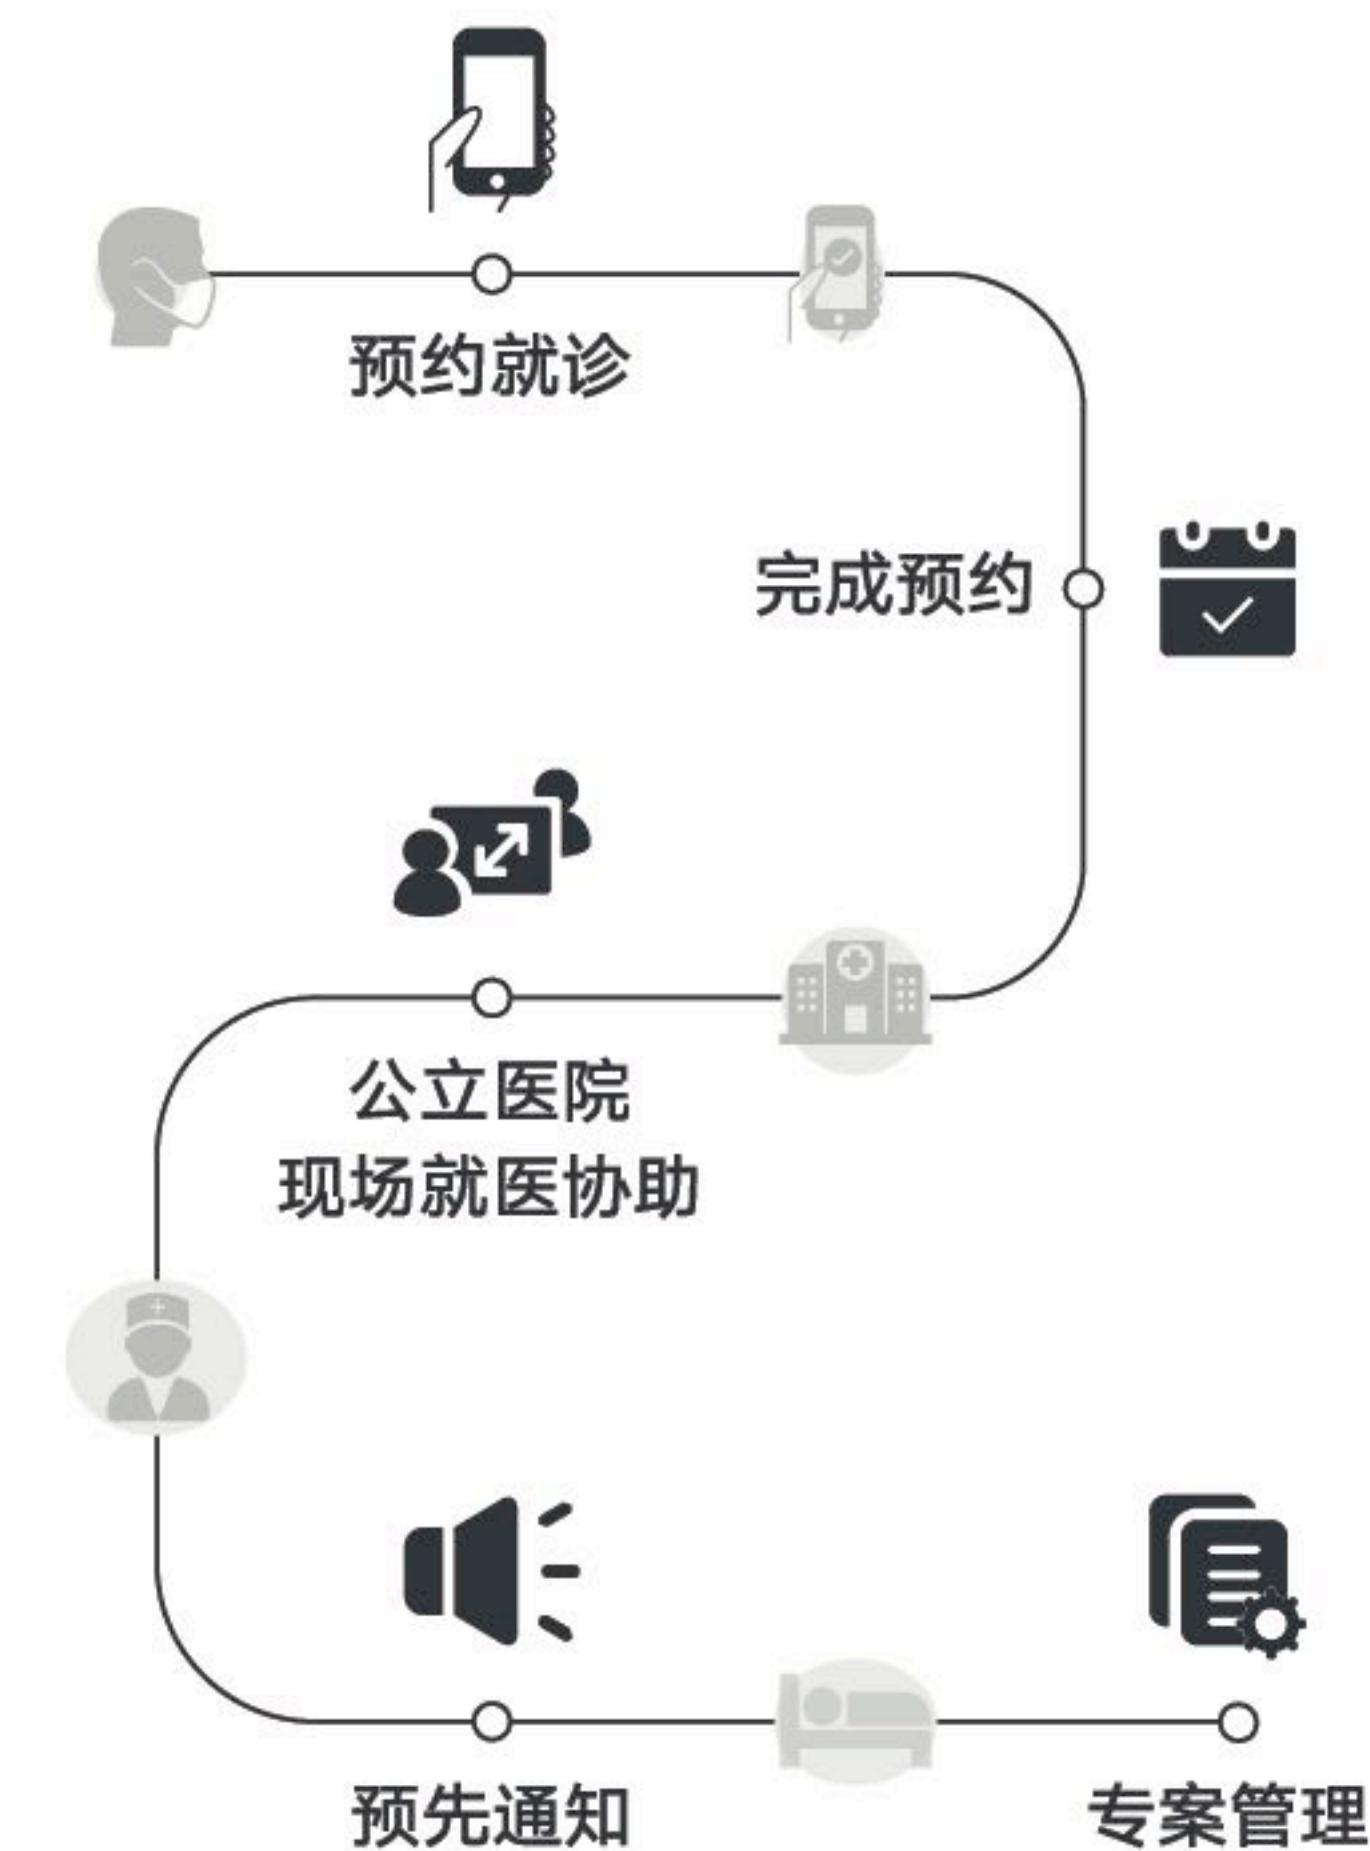 预约就诊
完成预约
公立医院
现场就医协助
预先通知
专案管理